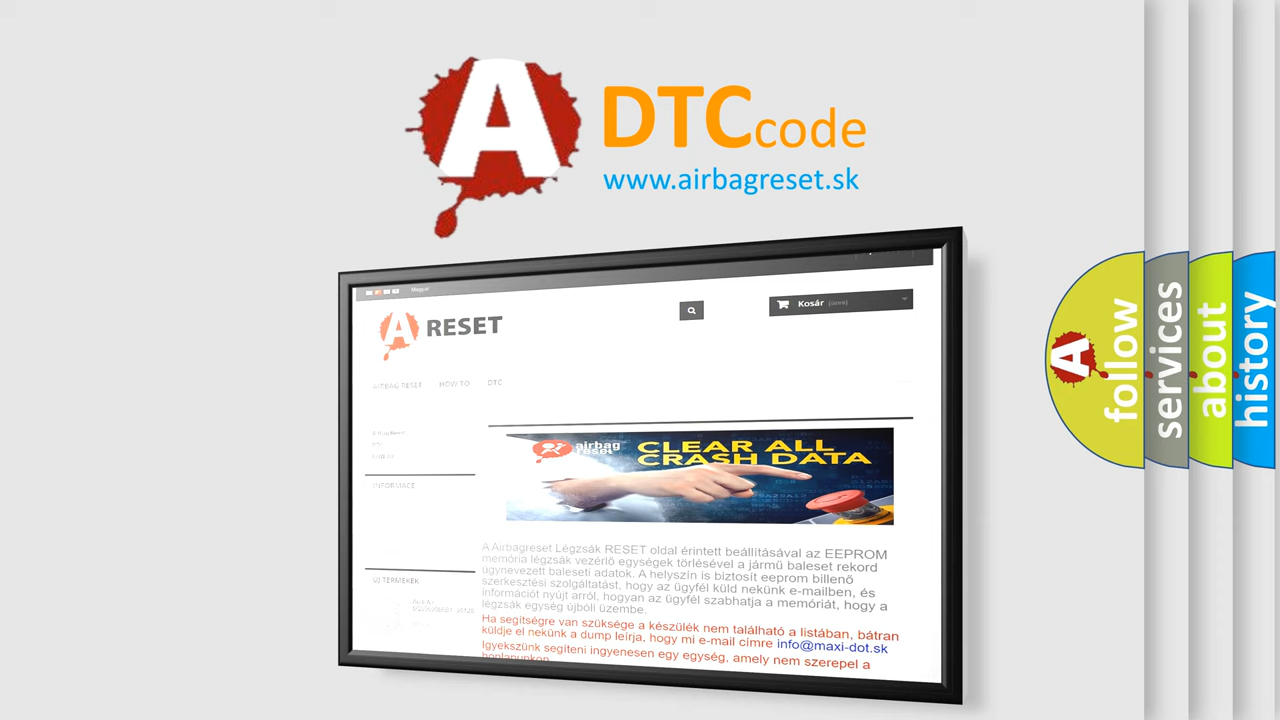 A
DTC code
www.airbagreset.sk
Magyar
A RESET
Kosár (üres)
AIRBAG RESET HOW TO DTC
INFORMACE
ÚJ TERMÉKEK
airbag
reset
CLEAR ALL
CRASH DATA
A Airbagreset Légzsák RESET oldal érintett beállításával az EEPROM
memória légzsák vezérlő egységek törlésével a jármű baleset rekord
úgynevezett baleseti adatok. A helyszín is biztosít eeprom billenő
szerkesztési szolgáltatást, hogy az ügyfél küld nekünk e-mailben, és
információt nyújt arról, hogyan az ügyfél szabhatja a memóriát, hogy a
légzsák egység újbóli üzembe.
Ha segítségre van szüksége a készülék nem található a listában, bátran
küldje el nekünk a dump leírja, hogy mi e-mail címre info@maxi-dot.sk
Igyekszünk segíteni ingyenesen egy egység, amely nem szerepel a
honlapunkon
A
follow
services
about
history